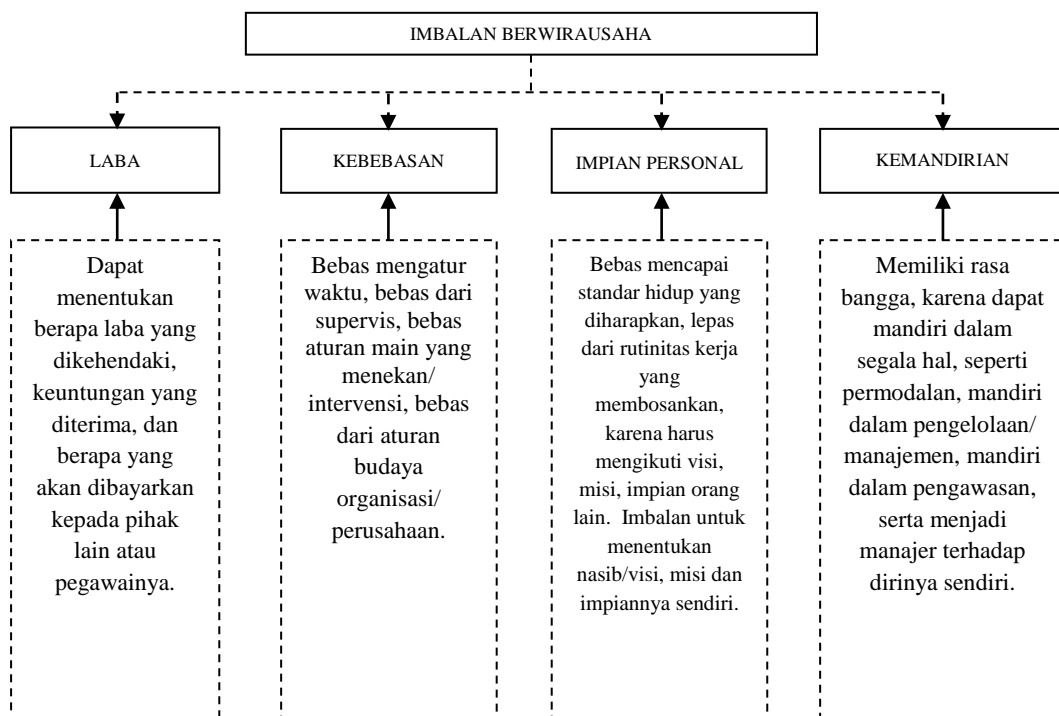 IMBALAN BERWIRAUSAHA
LABA
KEBEBASAN
IMPIAN PERSONAL
KEMANDIRIAN
Dapat
menentukan
berapa laba yang
dikehendaki,
keuntungan yang
diterima, dan
berapa yang
akan dibayarkan
kepada pihak
lain atau
pegawainya.
Bebas mengatur
waktu, bebas dari
supervis, bebas
aturan main yang
menekan/
intervensi, bebas
dari aturan
budaya
organisasi/
perusahaan.
Bebas mencapai
standar hidup yang
diharapkan, lepas
dari rutinitas kerja
yang
membosankan,
karena harus
mengikuti visi,
misi, impian orang
lain. Imbalan untuk
menentukan
nasib/visi, misi dan
impiannya sendiri.
Memiliki rasa
bangga, karena dapat
mandiri dalam
segala hal, seperti
permodalan, mandiri
dalam pengelolaan/
manajemen, mandiri
dalam pengawasan,
serta menjadi
manajer terhadap
dirinya sendiri.